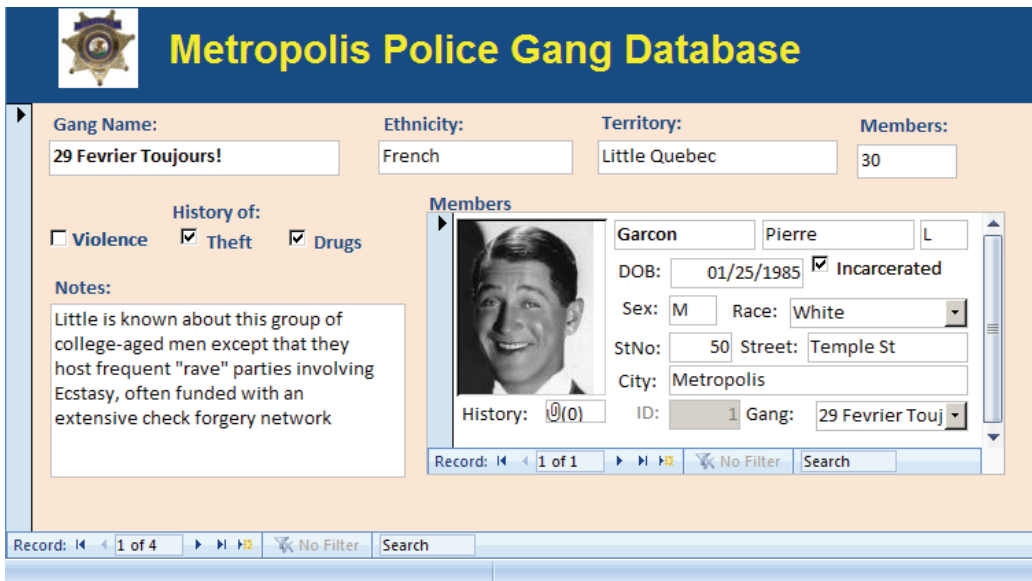 Metropolis Police Gang Database
Gang Name:
Ethnicity:
Territory:
Members:
29 Fevrier Toujours!
French
Little Quebec
30
History of:
Violence
Theft
Drugs
Notes:
Little is known about this group of
college-aged men except that they
host frequent "rave" parties involving
Ecstasy, often funded with an
extensive check forgery network
Members
Garcon
Pierre
L
DOB:
01/25/1985
Incarcerated
Sex:
M
Race:
White
StNo:
50
Street:
Temple St
City:
Metropolis
History:
(0)
ID:
1
Gang:
29 Fevrier Touj
Record:
1 of 1
No Filter
Search
Record:
1 of 4
No Filter
Search